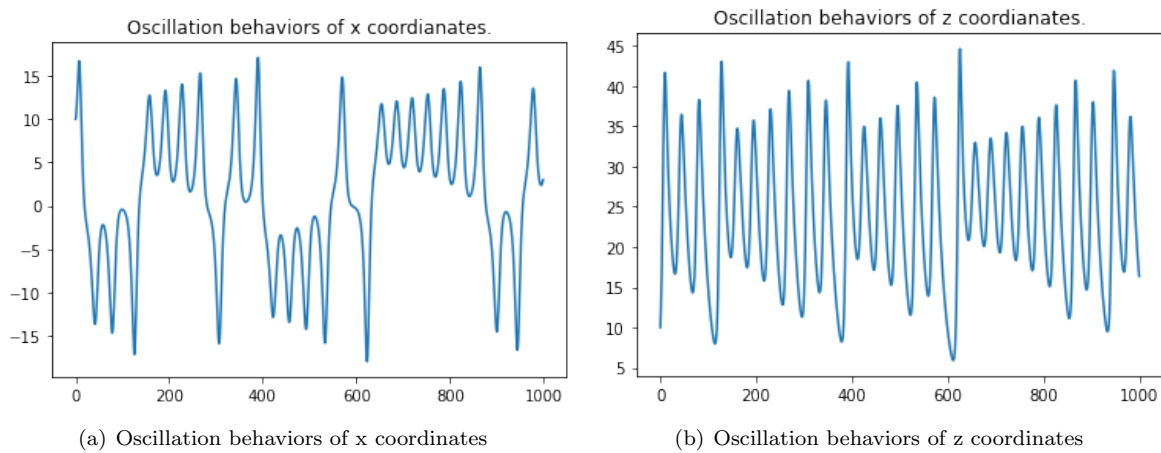 Oscillation behaviors of x coordianates.
15
10
5
0
−5
−10
−15
0 200 400 600 800 1000
(a) Oscillation behaviors of x coordinates
Oscillation behaviors of z coordianates.
45
40
35
30
25
20
15
10
5
0 200 400 600 800 1000
(b) Oscillation behaviors of z coordinates